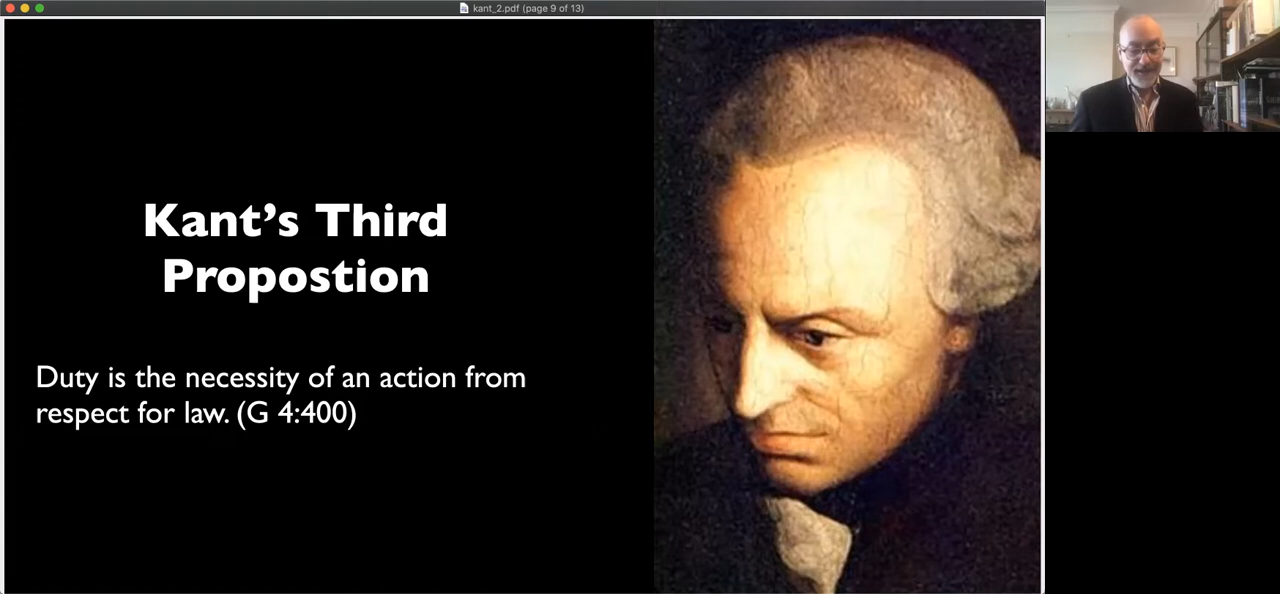 kant_2.pdf (page 9 of 13)
Kant's Third
Propostion
Duty is the necessity of an action from
respect for law. (G 4:400)